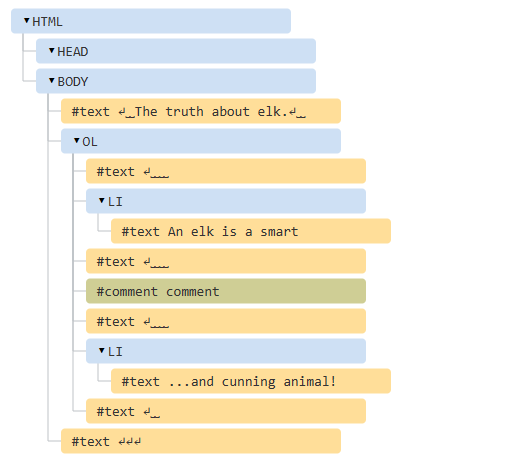 ▾HTML
▾HEAD
▾BODY
#text ↵␣␣The truth about elk.↵␣␣
▾OL
#text ↵␣␣␣␣
▾LI
#text An elk is a smart
#text ↵␣␣␣␣
#comment comment
#text ↵␣␣␣␣
▾LI
#text ...and cunning animal!
#text ↵␣␣
#text ↵↵↵